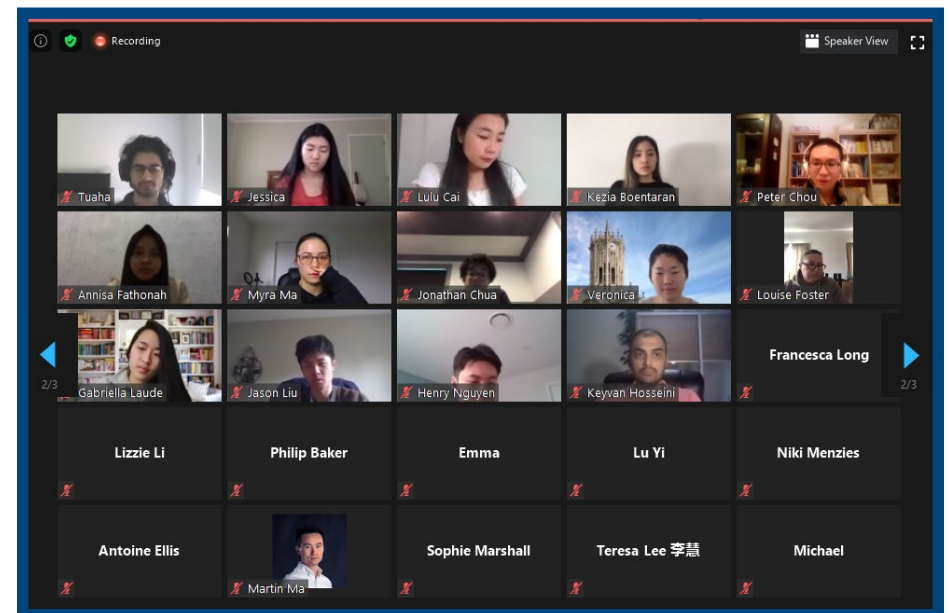 Recording
Speaker View
Tuaha
Jessica
Lulu Cai
Kezia Boentaran
Peter Chou
Annisa Fathonah
Myra Ma
Jonathan Chua
Veronica
Louise Foster
Gabriella Laude
Jason Liu
Henry Nguyen
Keyvan Hosseini
Francesca Long
2/3
2/3
Lizzie Li
Philip Baker
Emma
Lu Yi
Niki Menzies
Antoine Ellis
Martin Ma
Sophie Marshall
Teresa Lee 李慧
Michael